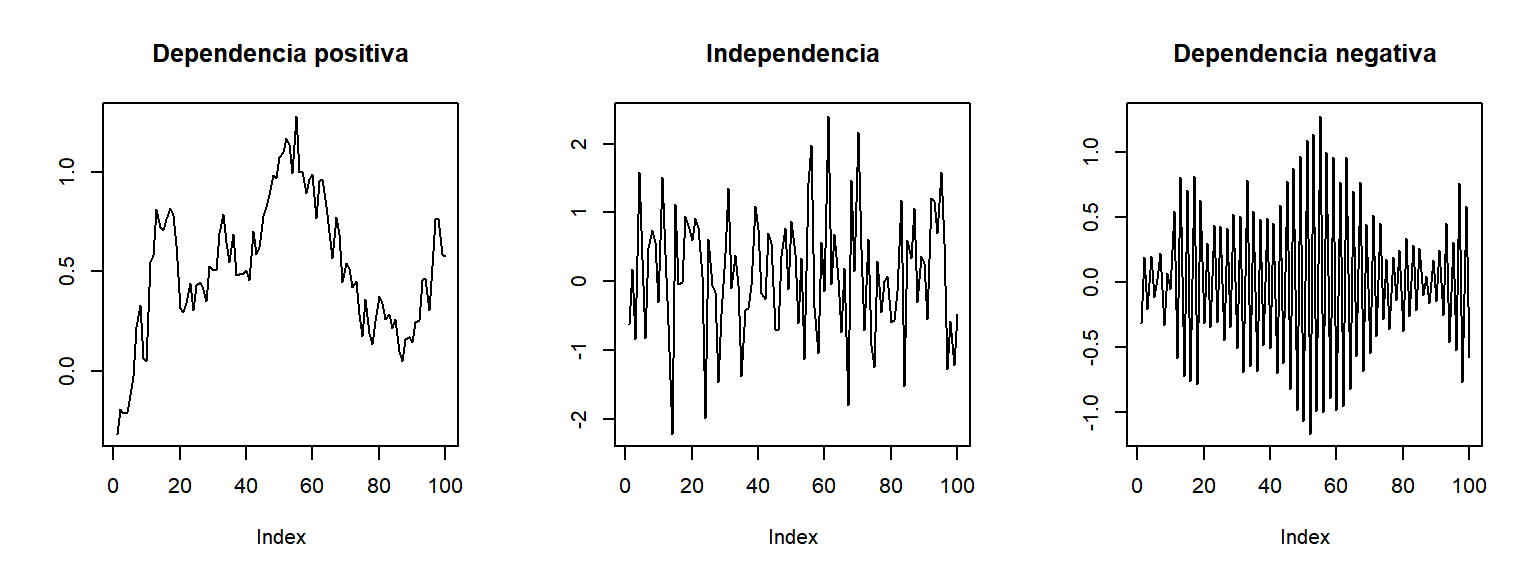 Dependencia positiva
0.0
0.5
1.0
0 20 40 60 80 100
Index
Independencia
-2
-1
0
1
2
0 20 40 60 80 100
Index
Dependencia negativa
-1.0
-0.5
0.0
0.5
1.0
0 20 40 60 80 100
Index